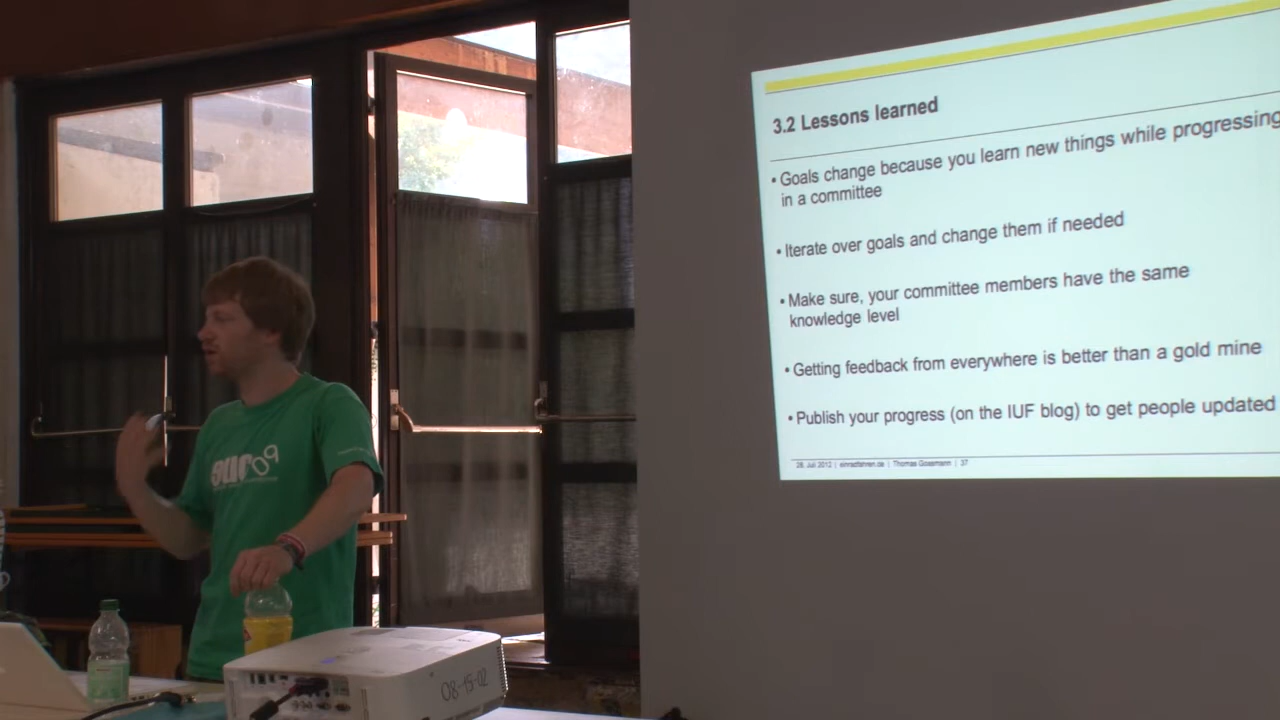 3.2 Lessons learned
• Goals change because you learn new things while progressing
in a committee
• Iterate over goals and change them if needed
• Make sure, your committee members have the same
knowledge level
• Getting feedback from everywhere is better than a gold mine
• Publish your progress (on the IUF blog) to get people updated
28. Juli 2012 | einradfahren.de | Thomas Gossmann | 37
euc09
08-15-02